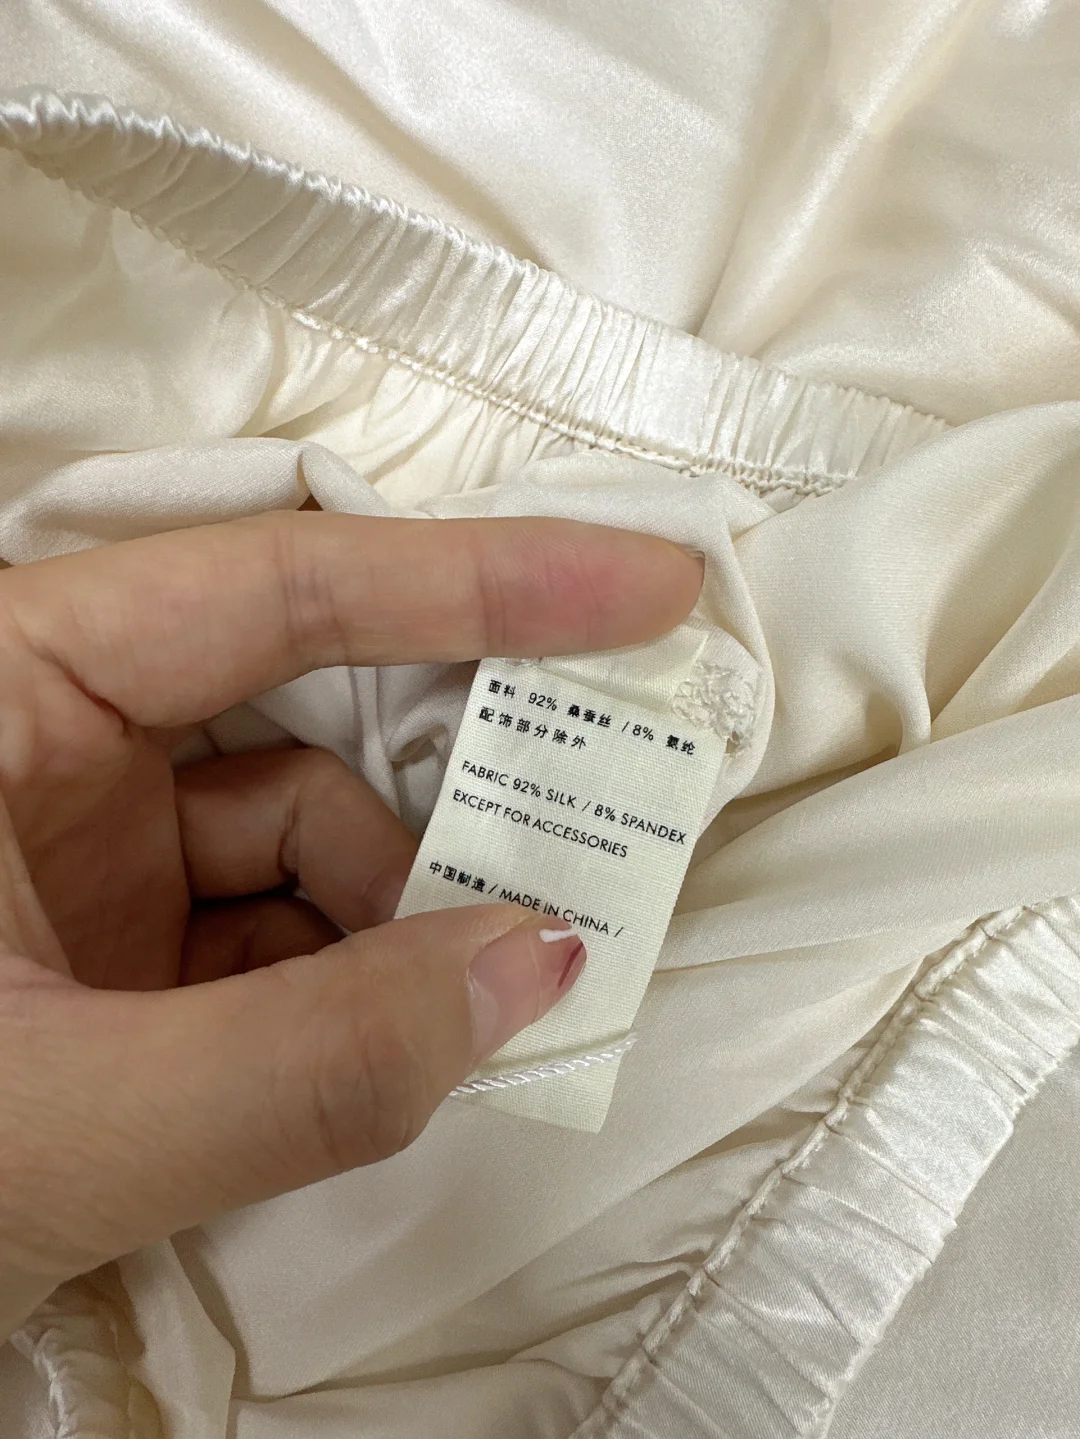 面料 92% 桑蚕丝 / 8% 氨纶
配饰部分除外
FABRIC 92% SILK / 8% SPANDEX
EXCEPT FOR ACCESSORIES
中国制造 / MADE IN CHINA /